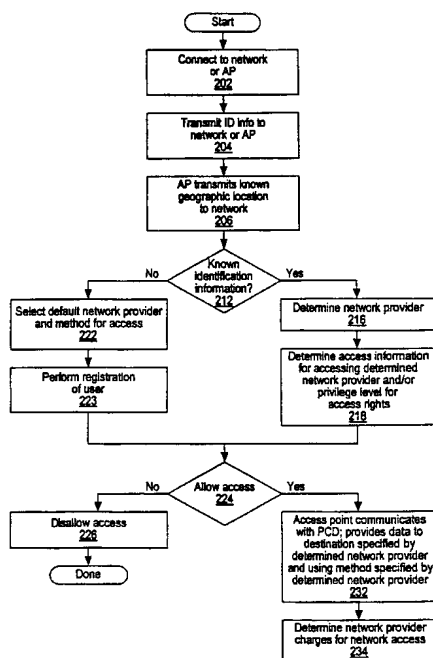 Start
Connect to network
or AP
202
Transmit ID info to
network or AP
204
AP transmits known
geographic location
to network
206
Known
identification
information?
212
No
Yes
Select default network provider
and method for access
222
Determine network provider
216
Perform registration
of user
223
Determine access information
for accessing determined
network provider and/or
privilege level for
access rights
218
Allow access
224
No
Yes
Disallow access
226
Done
Access point communicates
with PCD; provides data to
destination specified by
determined network provider
and using method specified by
determined network provider
232
Determine network provider
charges for network access
234